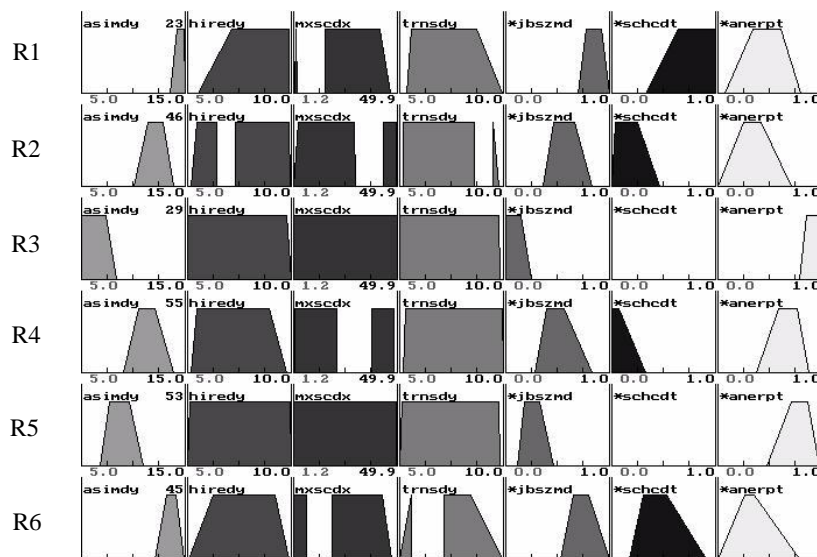 asimdy 23 hiredy mxscdx trnsdy *jbszmd *schcdt *anerpt
R1
5.0 15.0 5.0 10.0 1.2 49.9 5.0 10.0 0.0 1.0 0.0 1.0 0.0 1.0
asimdy 46 hiredy mxscdx trnsdy *jbszmd *schcdt *anerpt
R2
5.0 15.0 5.0 10.0 1.2 49.9 5.0 10.0 0.0 1.0 0.0 1.0 0.0 1.0
asimdy 29 hiredy mxscdx trnsdy *jbszmd *schcdt *anerpt
R3
5.0 15.0 5.0 10.0 1.2 49.9 5.0 10.0 0.0 1.0 0.0 1.0 0.0 1.0
asimdy 55 hiredy mxscdx trnsdy *jbszmd *schcdt *anerpt
R4
5.0 15.0 5.0 10.0 1.2 49.9 5.0 10.0 0.0 1.0 0.0 1.0 0.0 1.0
asimdy 53 hiredy mxscdx trnsdy *jbszmd *schcdt *anerpt
R5
5.0 15.0 5.0 10.0 1.2 49.9 5.0 10.0 0.0 1.0 0.0 1.0 0.0 1.0
asimdy 45 hiredy mxscdx trnsdy *jbszmd *schcdt *anerpt
R6